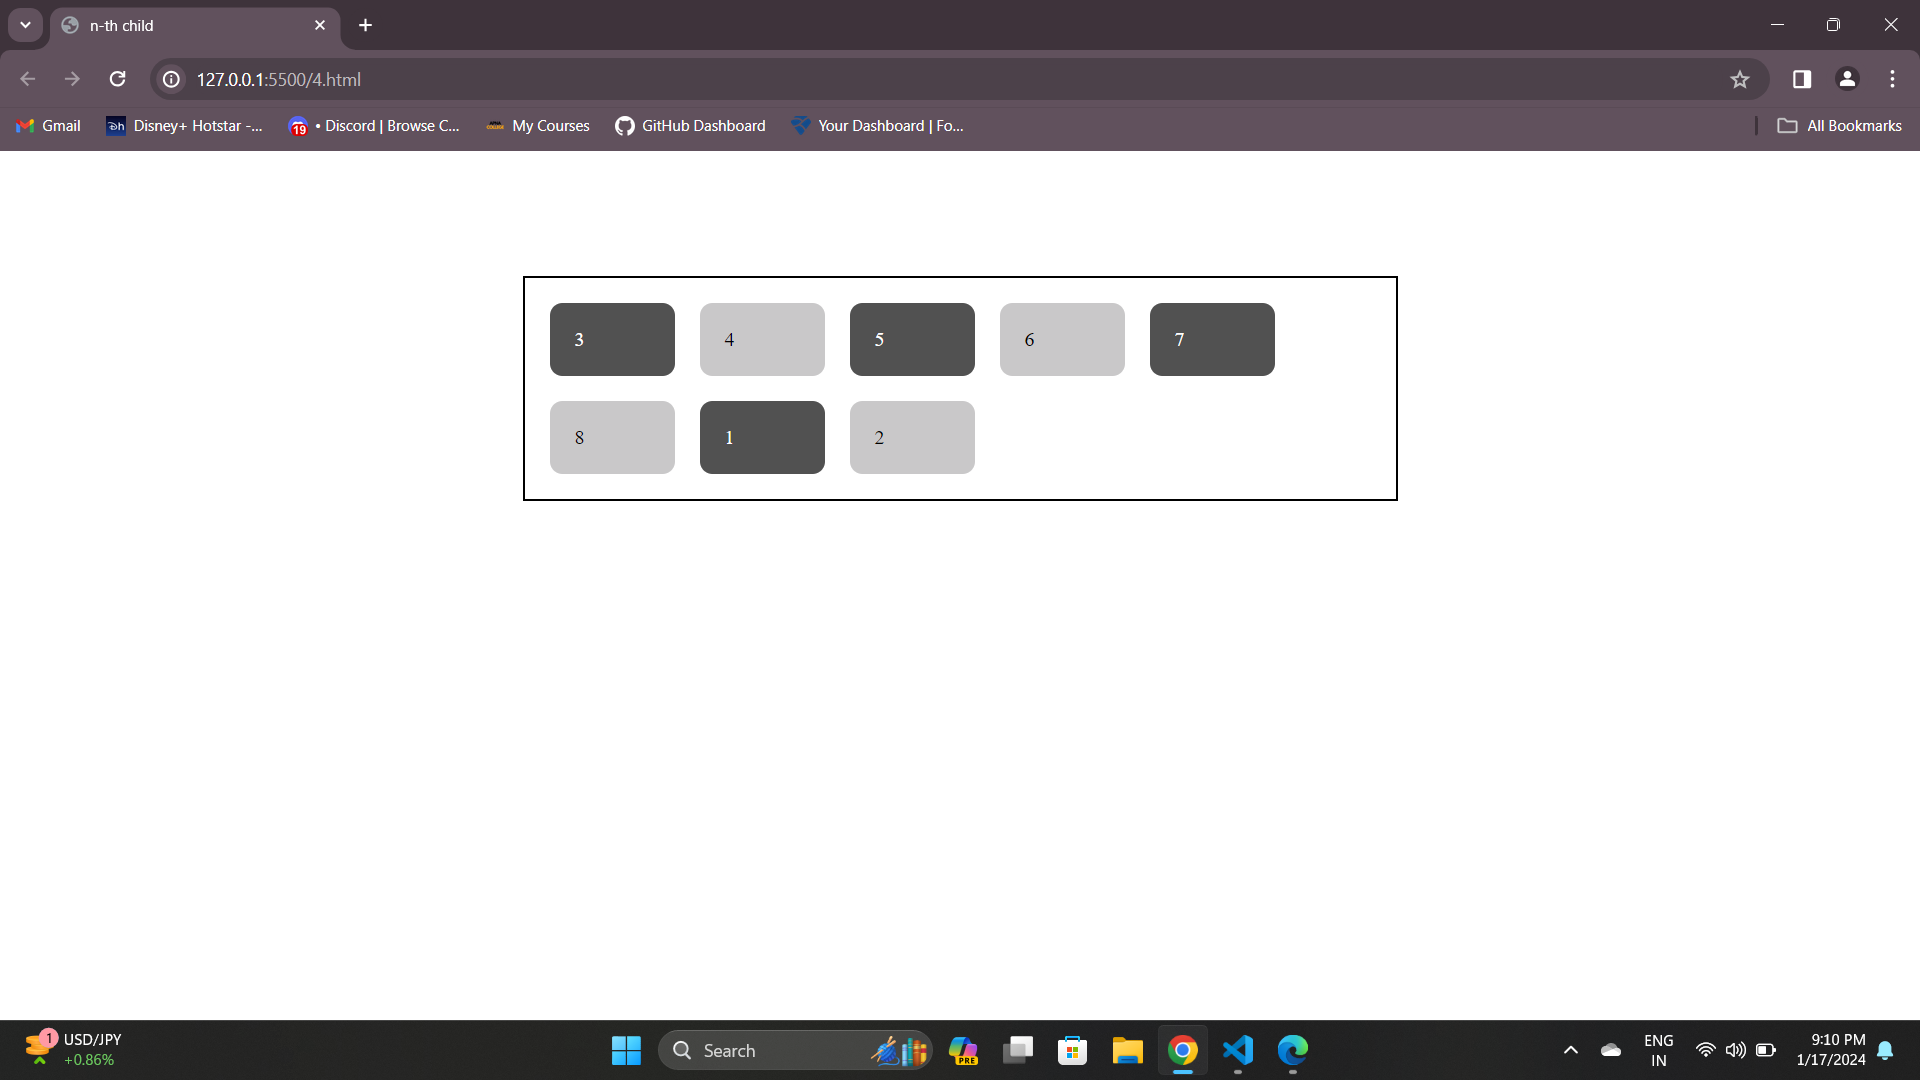 n-th child
127.0.0.1:5500/4.html
Gmail Disney+ Hotstar -... • Discord | Browse C... My Courses GitHub Dashboard Your Dashboard | Fo... All Bookmarks
3 4 5 6 7
8 1 2
1 USD/JPY
+0.86%
Search
PRE
ENG
IN
9:10 PM
1/17/2024